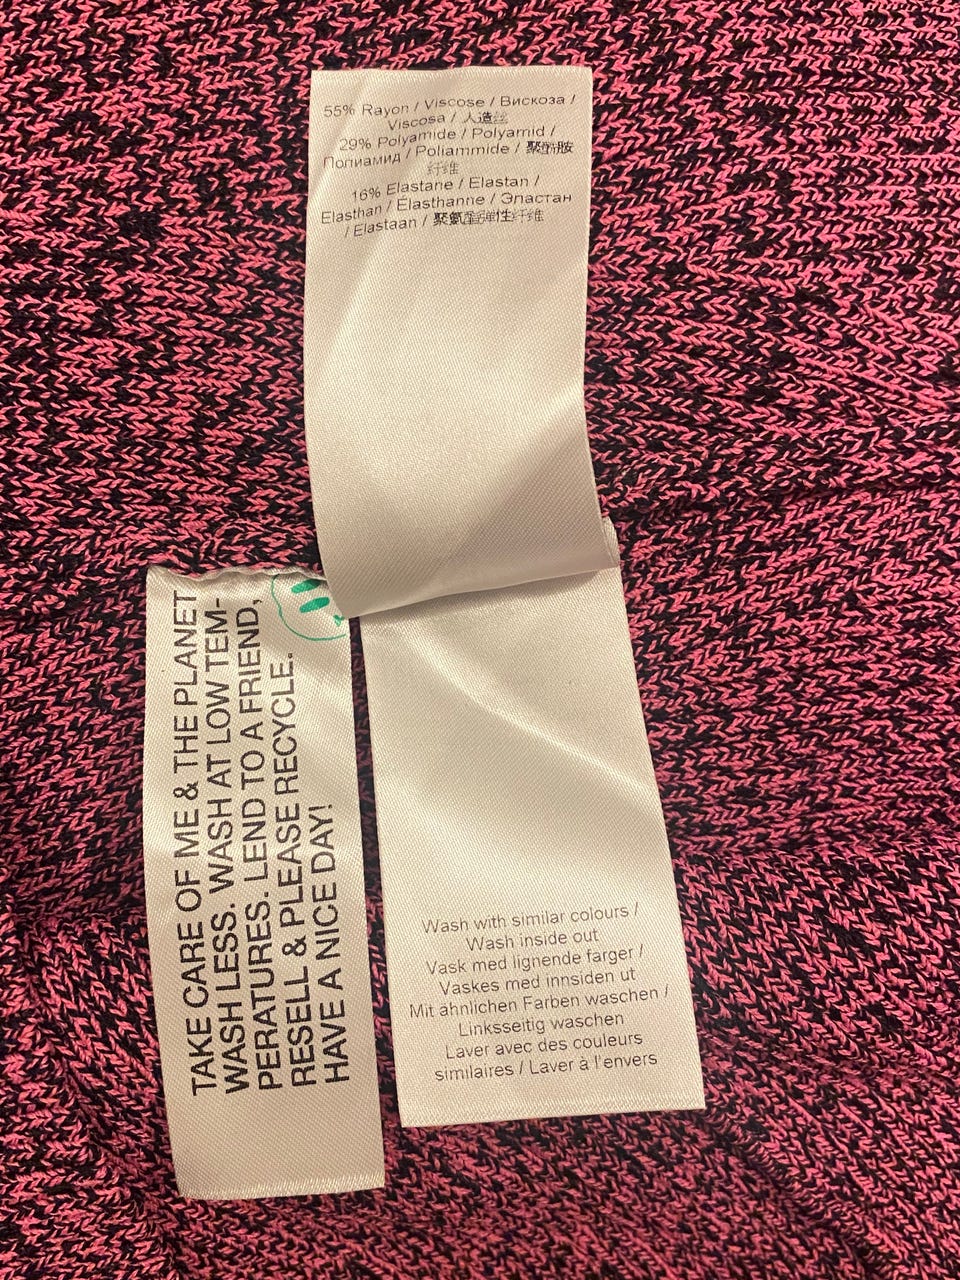 55% Rayon / Viscose / Вискоза /
Viscosa / 人造丝
29% Polyamide / Polyamid /
Полиамид / Poliammide / 聚酰胺
纤维
16% Elastane / Elastan /
Elasthan / Elasthanne / Эластан
/ Elastaan / 聚氨酯弹性纤维
TAKE CARE OF ME & THE PLANET
WASH LESS. WASH AT LOW TEM-
PERATURES. LEND TO A FRIEND,
RESELL & PLEASE RECYCLE.
HAVE A NICE DAY!
Wash with similar colours /
Wash inside out
Vask med lignende farger /
Vaskes med innsiden ut
Mit ähnlichen Farben waschen /
Linksseitig waschen
Laver avec des couleurs
similaires / Laver à l'envers